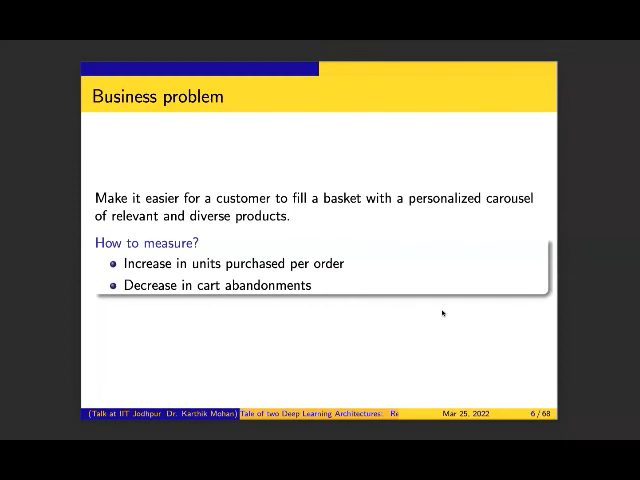 Business problem
Make it easier for a customer to fill a basket with a personalized carousel
of relevant and diverse products.
How to measure?
Increase in units purchased per order
Decrease in cart abandonments
(Talk at IIT Jodhpur Dr. Karthik Mohan) Tale of two Deep Learning Architectures: Re Mar 25, 2022 6 / 68